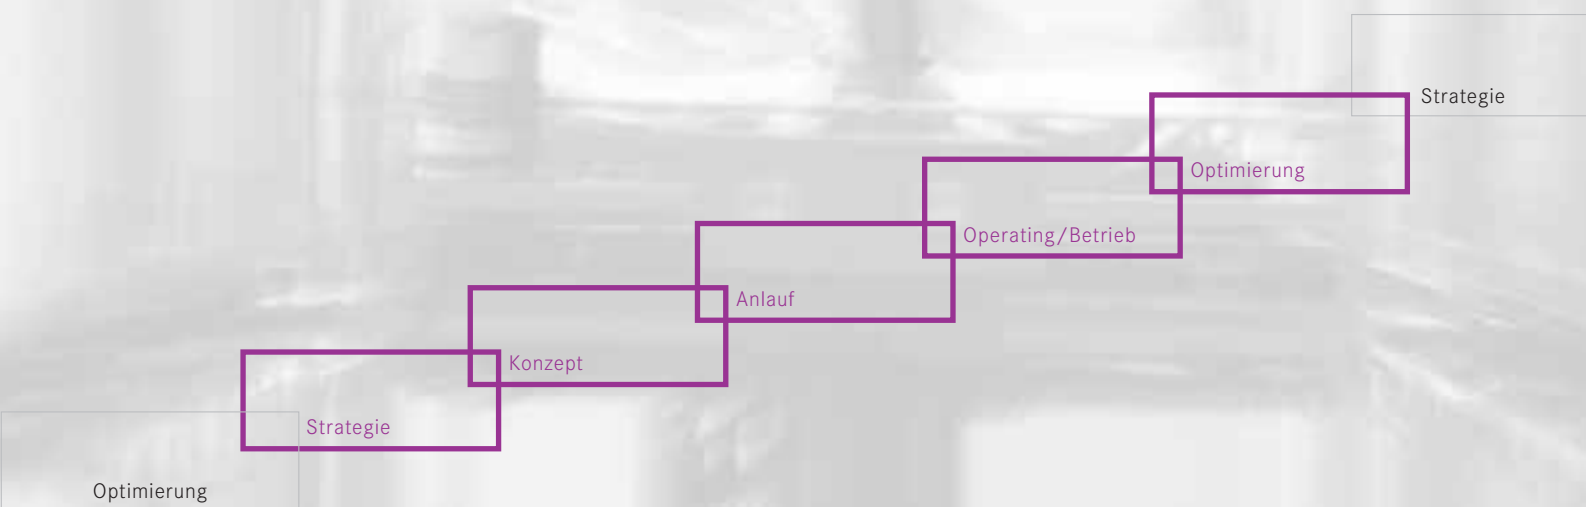 Strategie
Optimierung
Operating/Betrieb
Anlauf
Konzept
Strategie
Optimierung